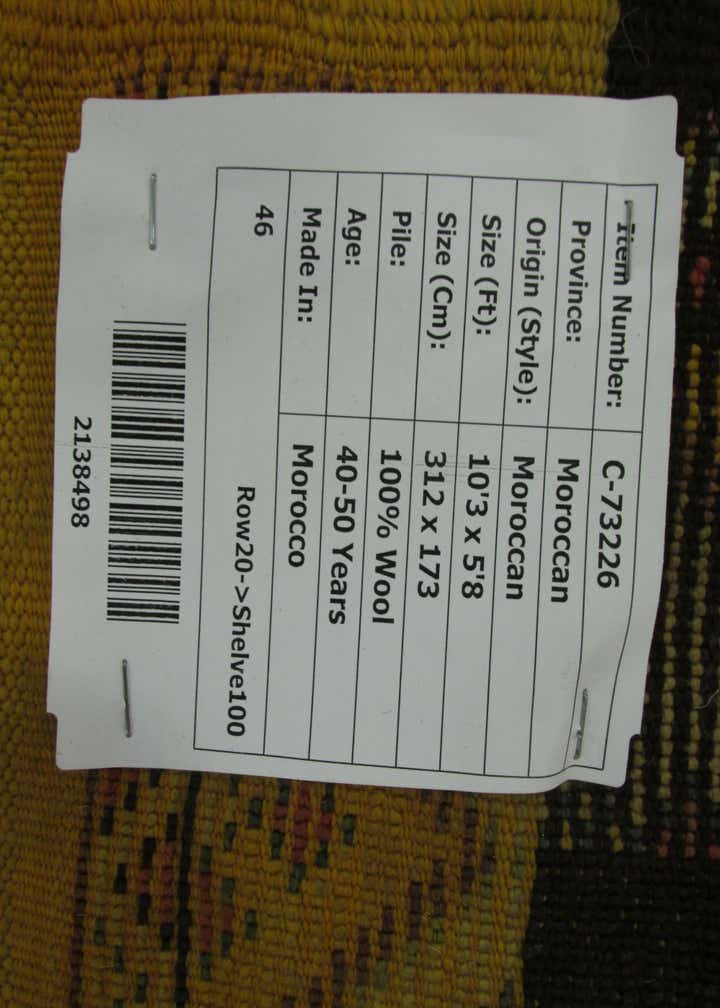 Item Number: C-73226
Province: Moroccan
Origin (Style): Moroccan
Size (Ft): 10'3 x 5'8
Size (Cm): 312 x 173
Pile: 100% Wool
Age: 40-50 Years
Made In: Morocco
46 Row20->Shelve100
2138498